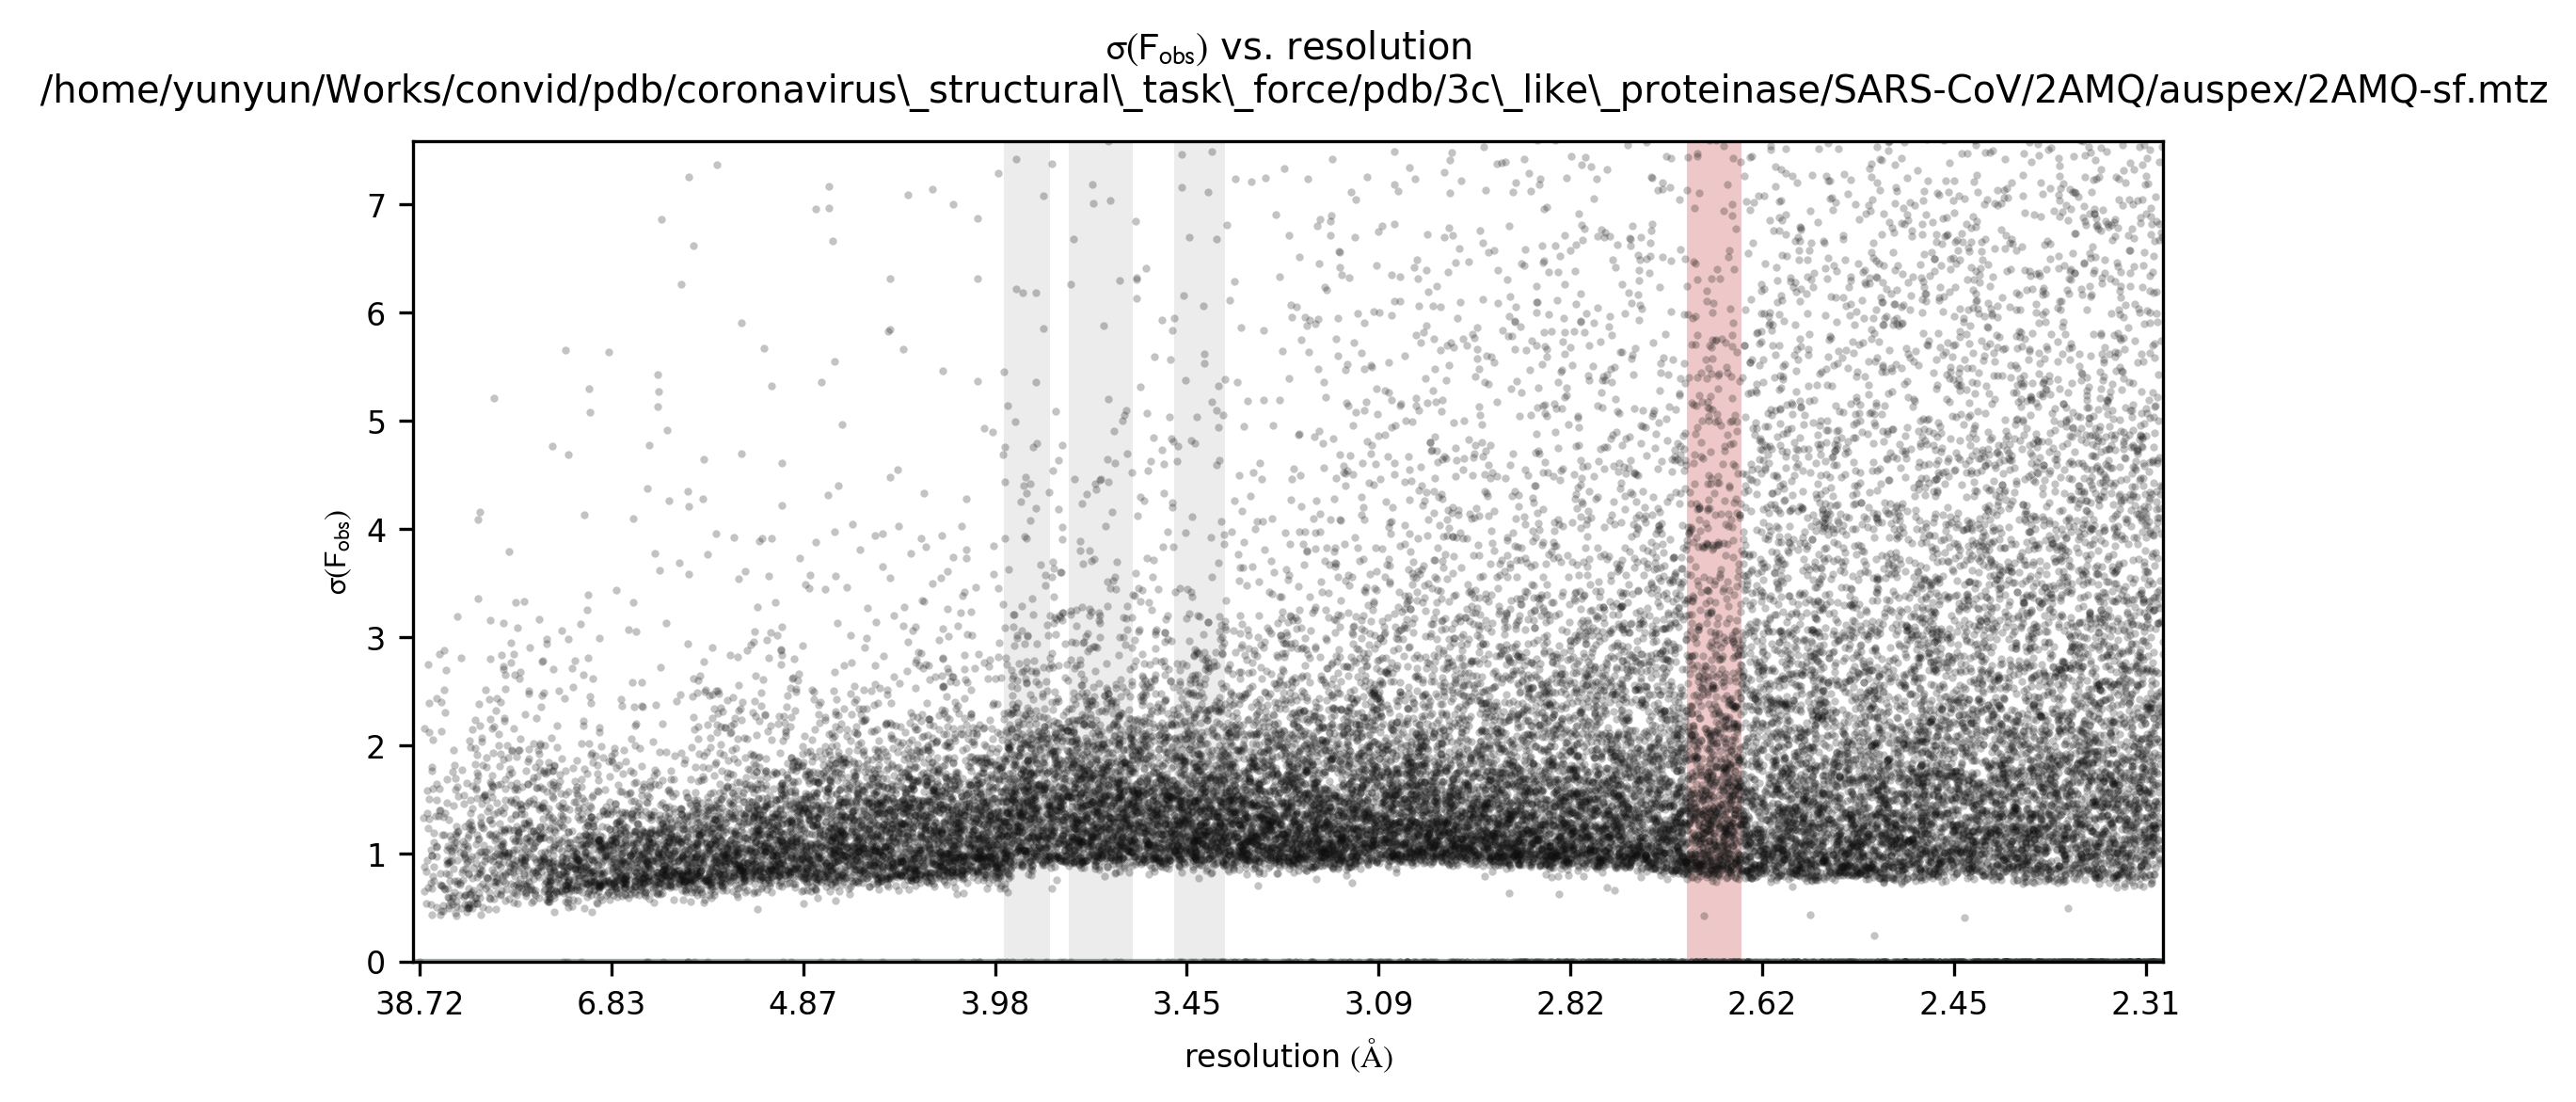 σ(Fobs) vs. resolution
/home/yunyun/Works/convid/pdb/coronavirus\_structural\_task\_force/pdb/3c\_like\_proteinase/SARS-CoV/2AMQ/auspex/2AMQ-sf.mtz
7
6
5
4
3
2
1
0
σ(Fobs)
38.72 6.83 4.87 3.98 3.45 3.09 2.82 2.62 2.45 2.31
resolution (Å)